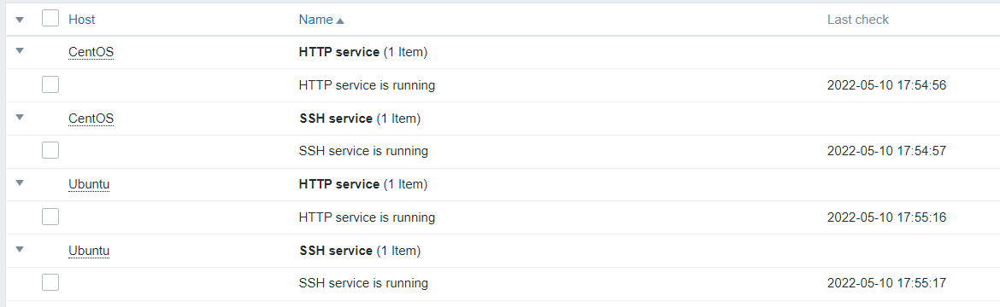 Host Name Last check
CentOS HTTP service (1 Item)
HTTP service is running 2022-05-10 17:54:56
CentOS SSH service (1 Item)
SSH service is running 2022-05-10 17:54:57
Ubuntu HTTP service (1 Item)
HTTP service is running 2022-05-10 17:55:16
Ubuntu SSH service (1 Item)
SSH service is running 2022-05-10 17:55:17